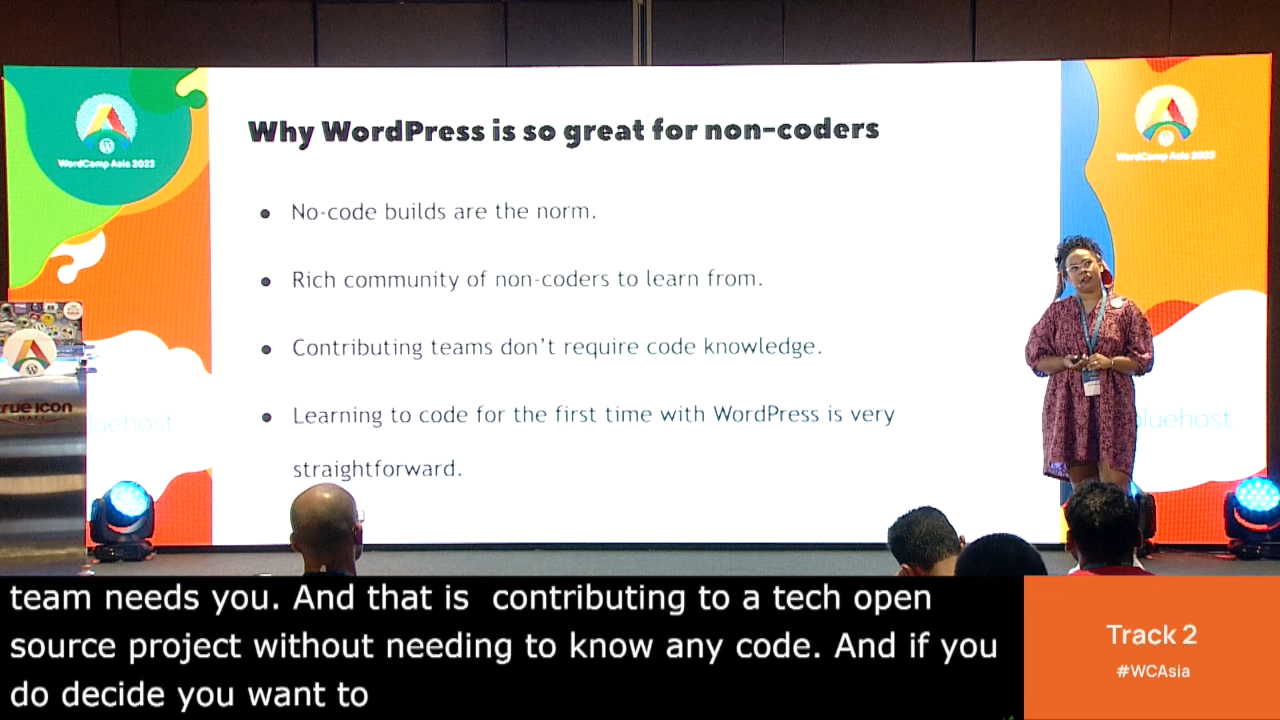 WordCamp Asia 2023
WordCamp Asia 2023
Why WordPress is so great for non-coders
No-code builds are the norm.
Rich community of non-coders to learn from.
Contributing teams don't require code knowledge.
Learning to code for the first time with WordPress is very
straightforward.
bluehost
team needs you. And that is contributing to a tech open
source project without needing to know any code. And if you
do decide you want to
Track 2
#WCAsia